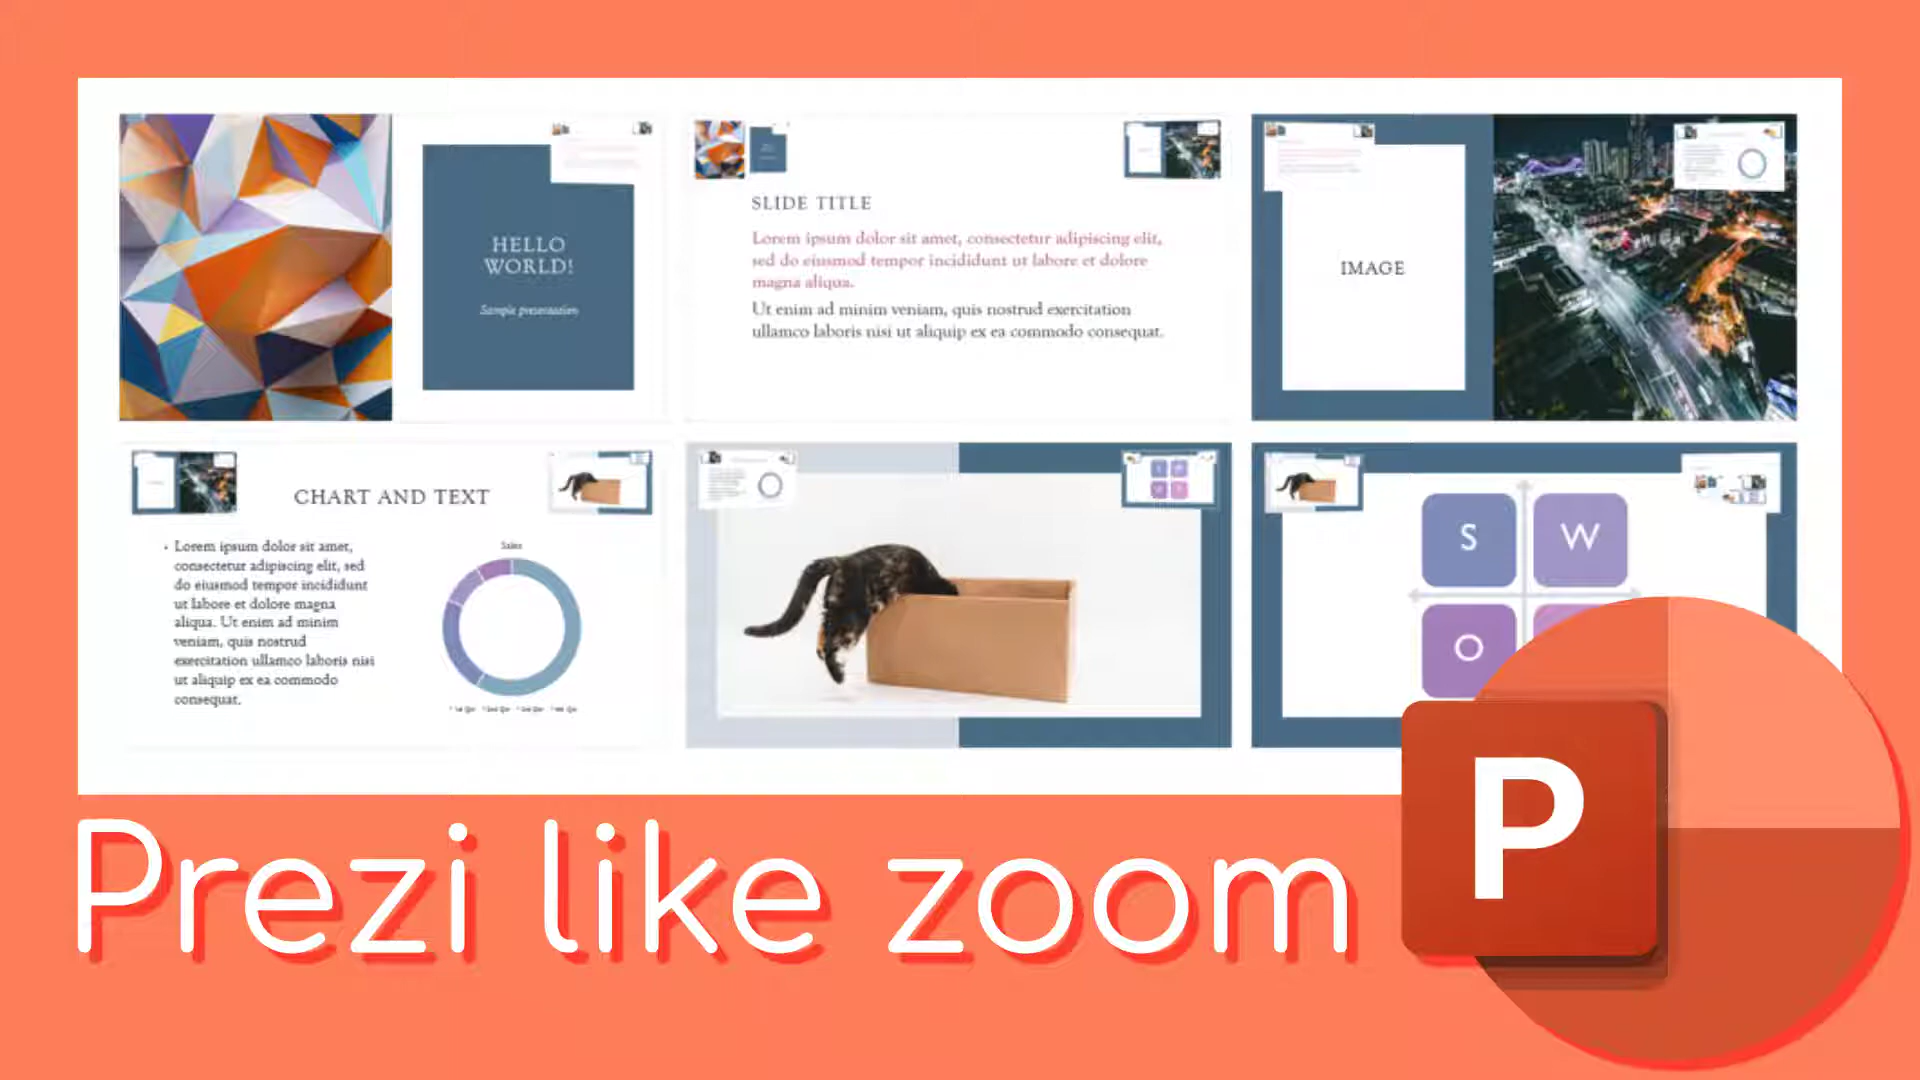 HELLO
WORLD!
Sample presentation
SLIDE TITLE
Lorem ipsum dolor sit amet, consectetur adipiscing elit,
sed do eiusmod tempor incididunt ut labore et dolore
magna aliqua.
Ut enim ad minim veniam, quis nostrud exercitation
ullamco laboris nisi ut aliquip ex ea commodo consequat.
IMAGE
CHART AND TEXT
• Lorem ipsum dolor sit amet,
consectetur adipiscing elit, sed
do eiusmod tempor incididunt
ut labore et dolore magna
aliqua. Ut enim ad minim
veniam, quis nostrud
exercitation ullamco laboris nisi
ut aliquip ex ea commodo
consequat.
Sales
S W
O
Prezi like zoom
P